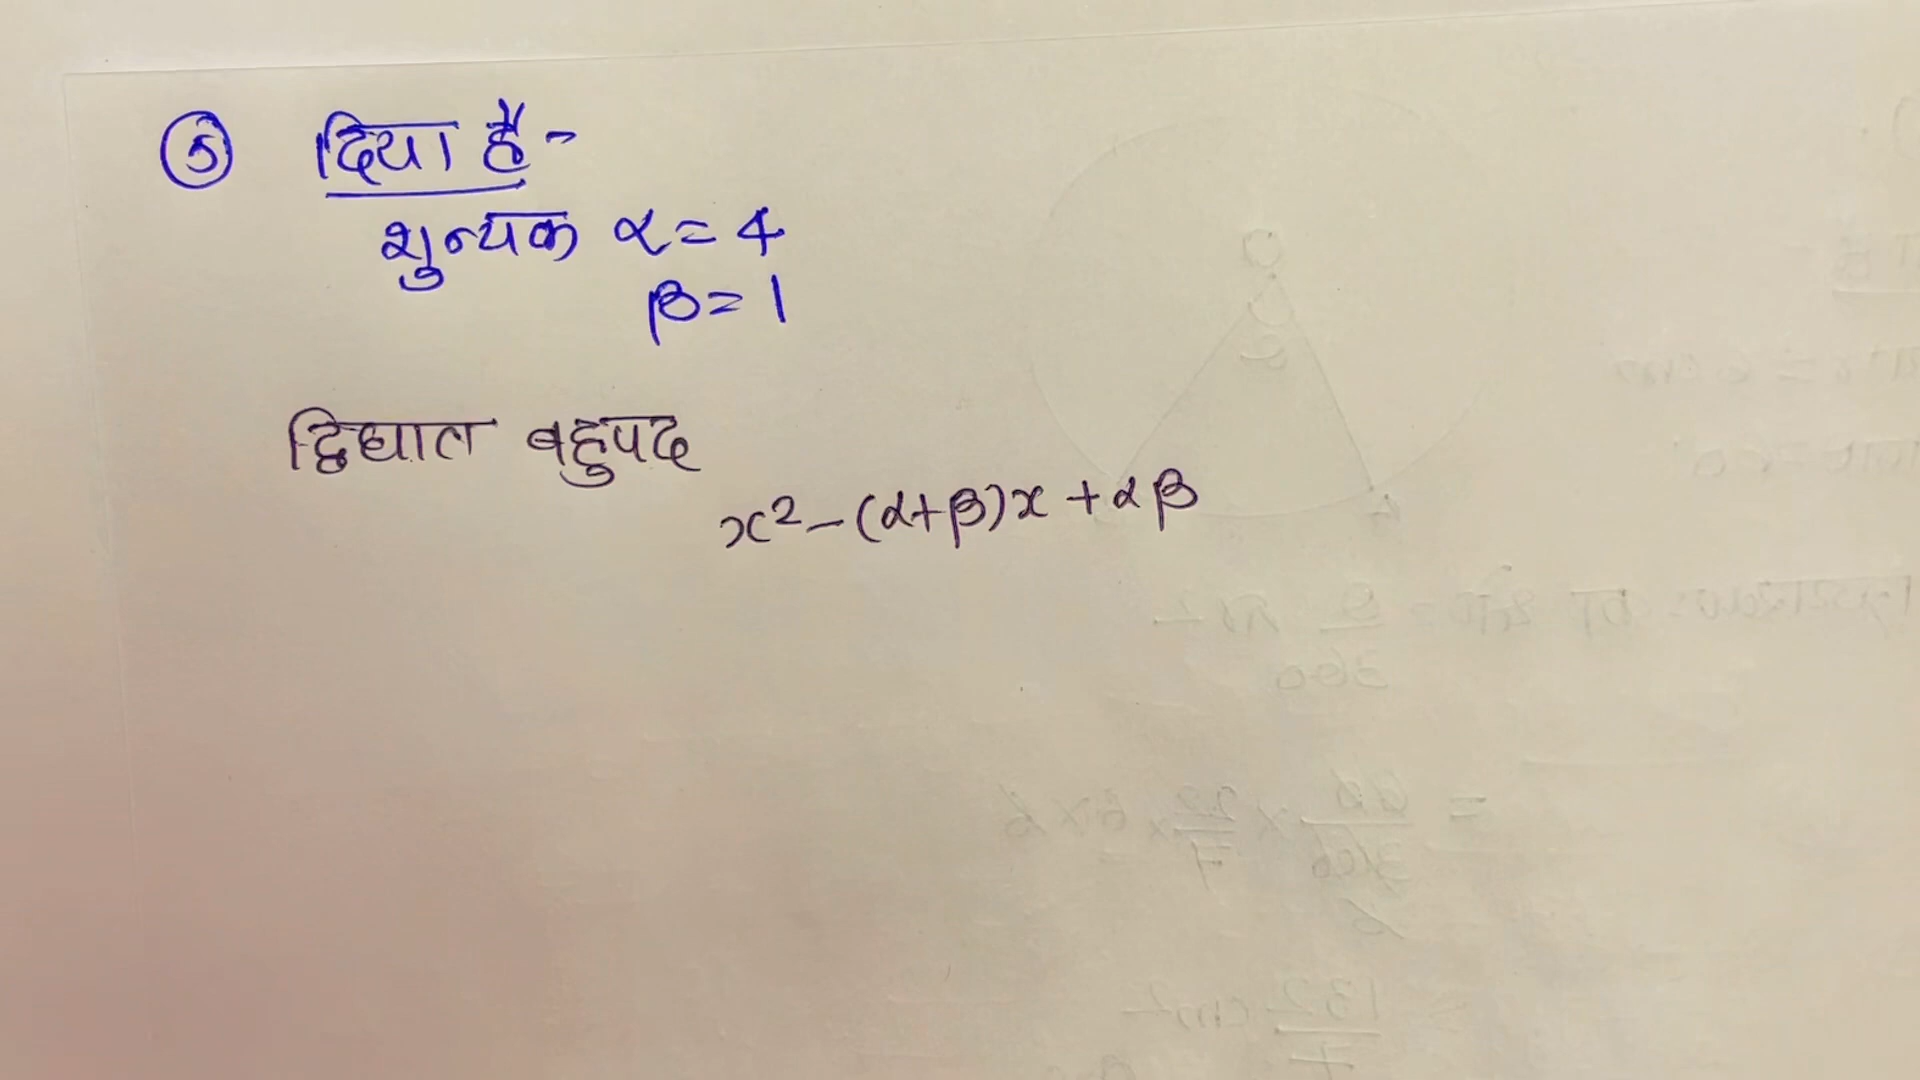 ⑤ दिया है -
शुन्यक α = 4
β = 1
द्विघात बहुपद
x² - (α+β)x + αβ